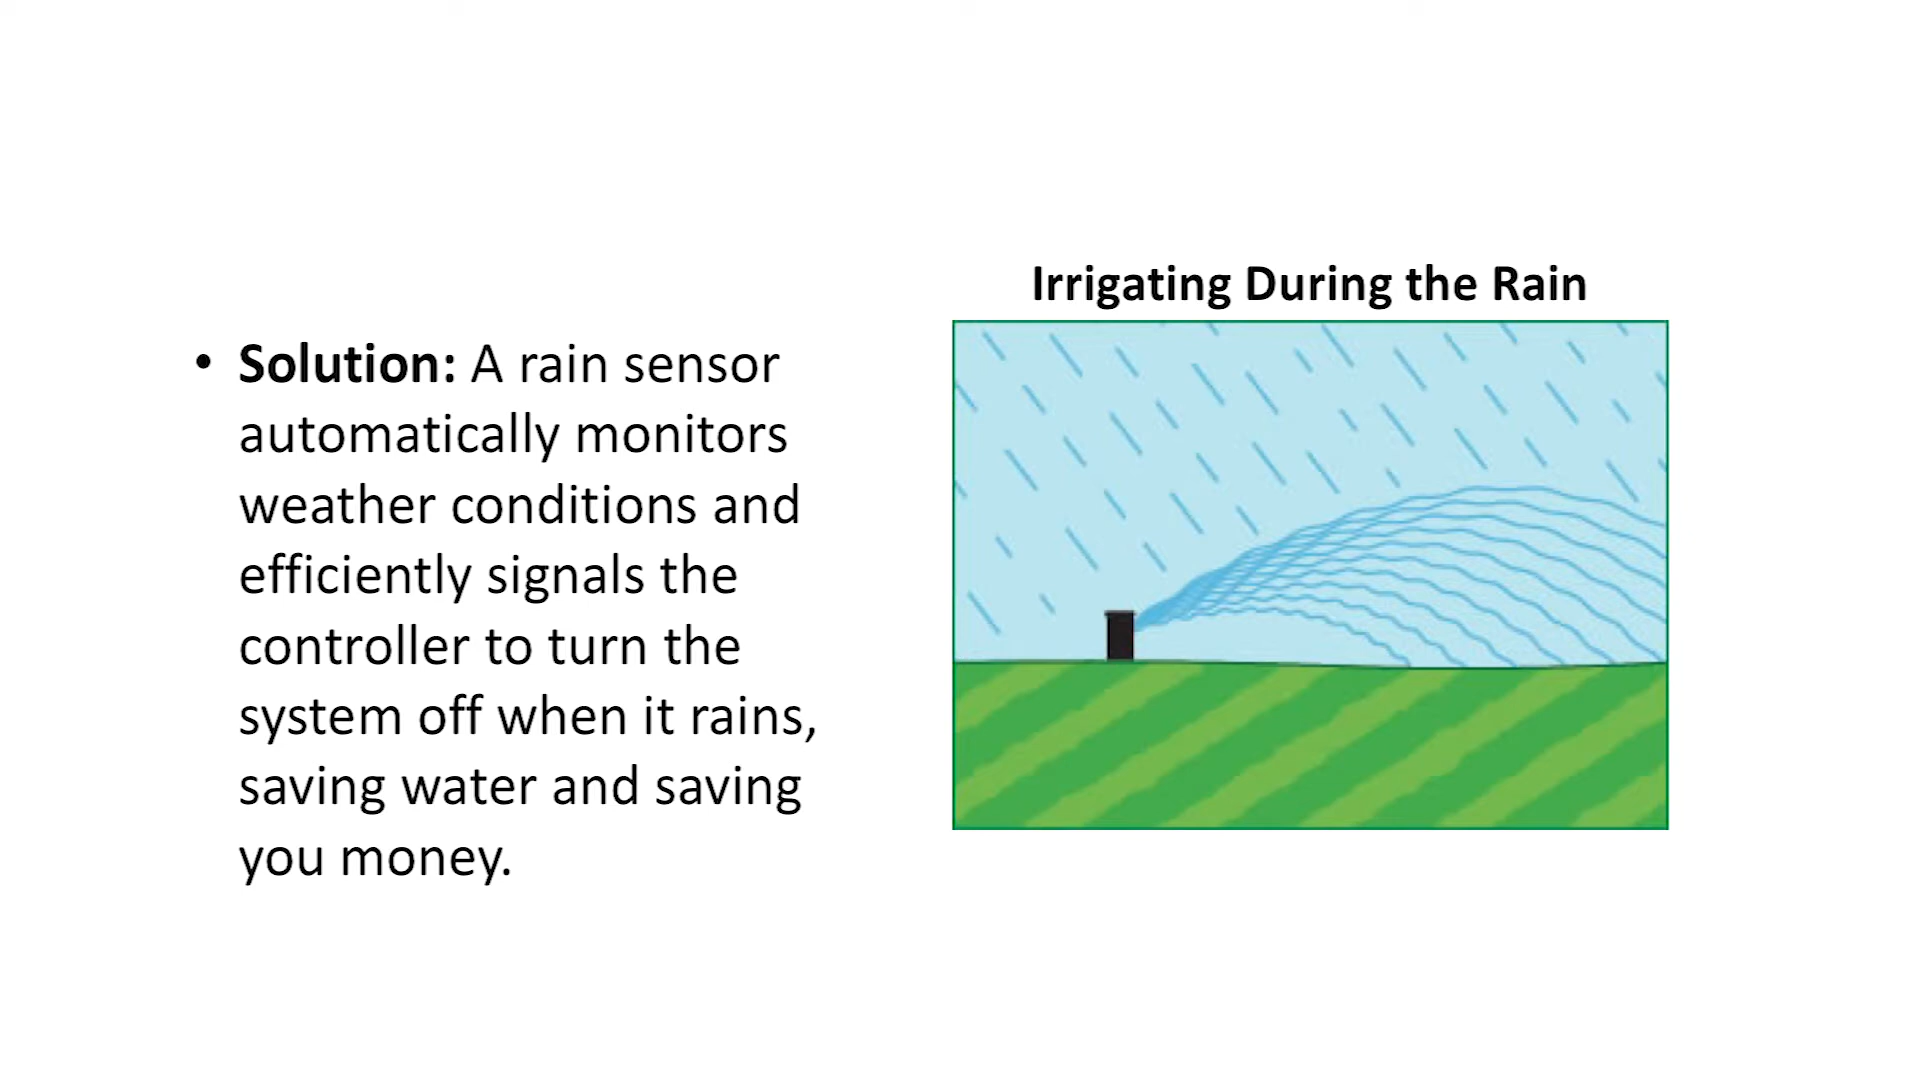 Irrigating During the Rain
• Solution: A rain sensor
automatically monitors
weather conditions and
efficiently signals the
controller to turn the
system off when it rains,
saving water and saving
you money.